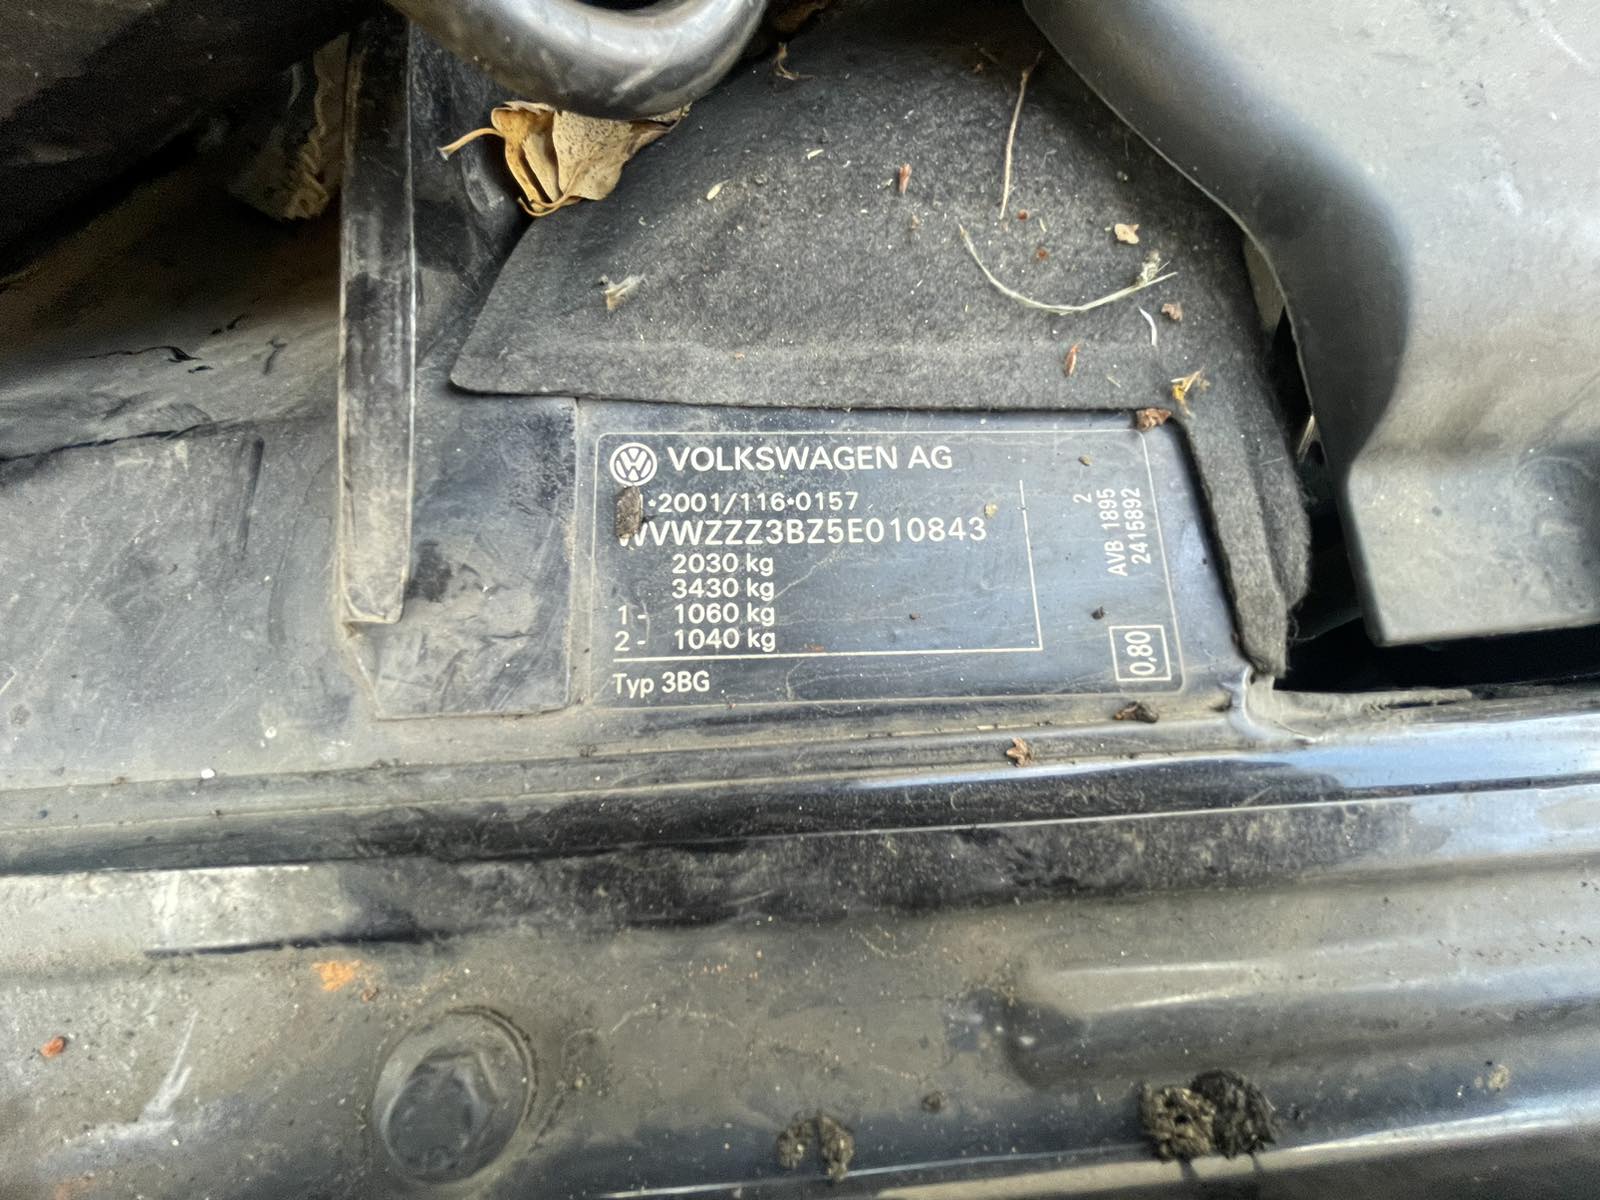 VOLKSWAGEN AG
*2001/116*0157
WVWZZZ3BZ5E010843
2030 kg
3430 kg
1 - 1060 kg
2 - 1040 kg
Typ 3BG
2
AVB 1895
2415892
0,80